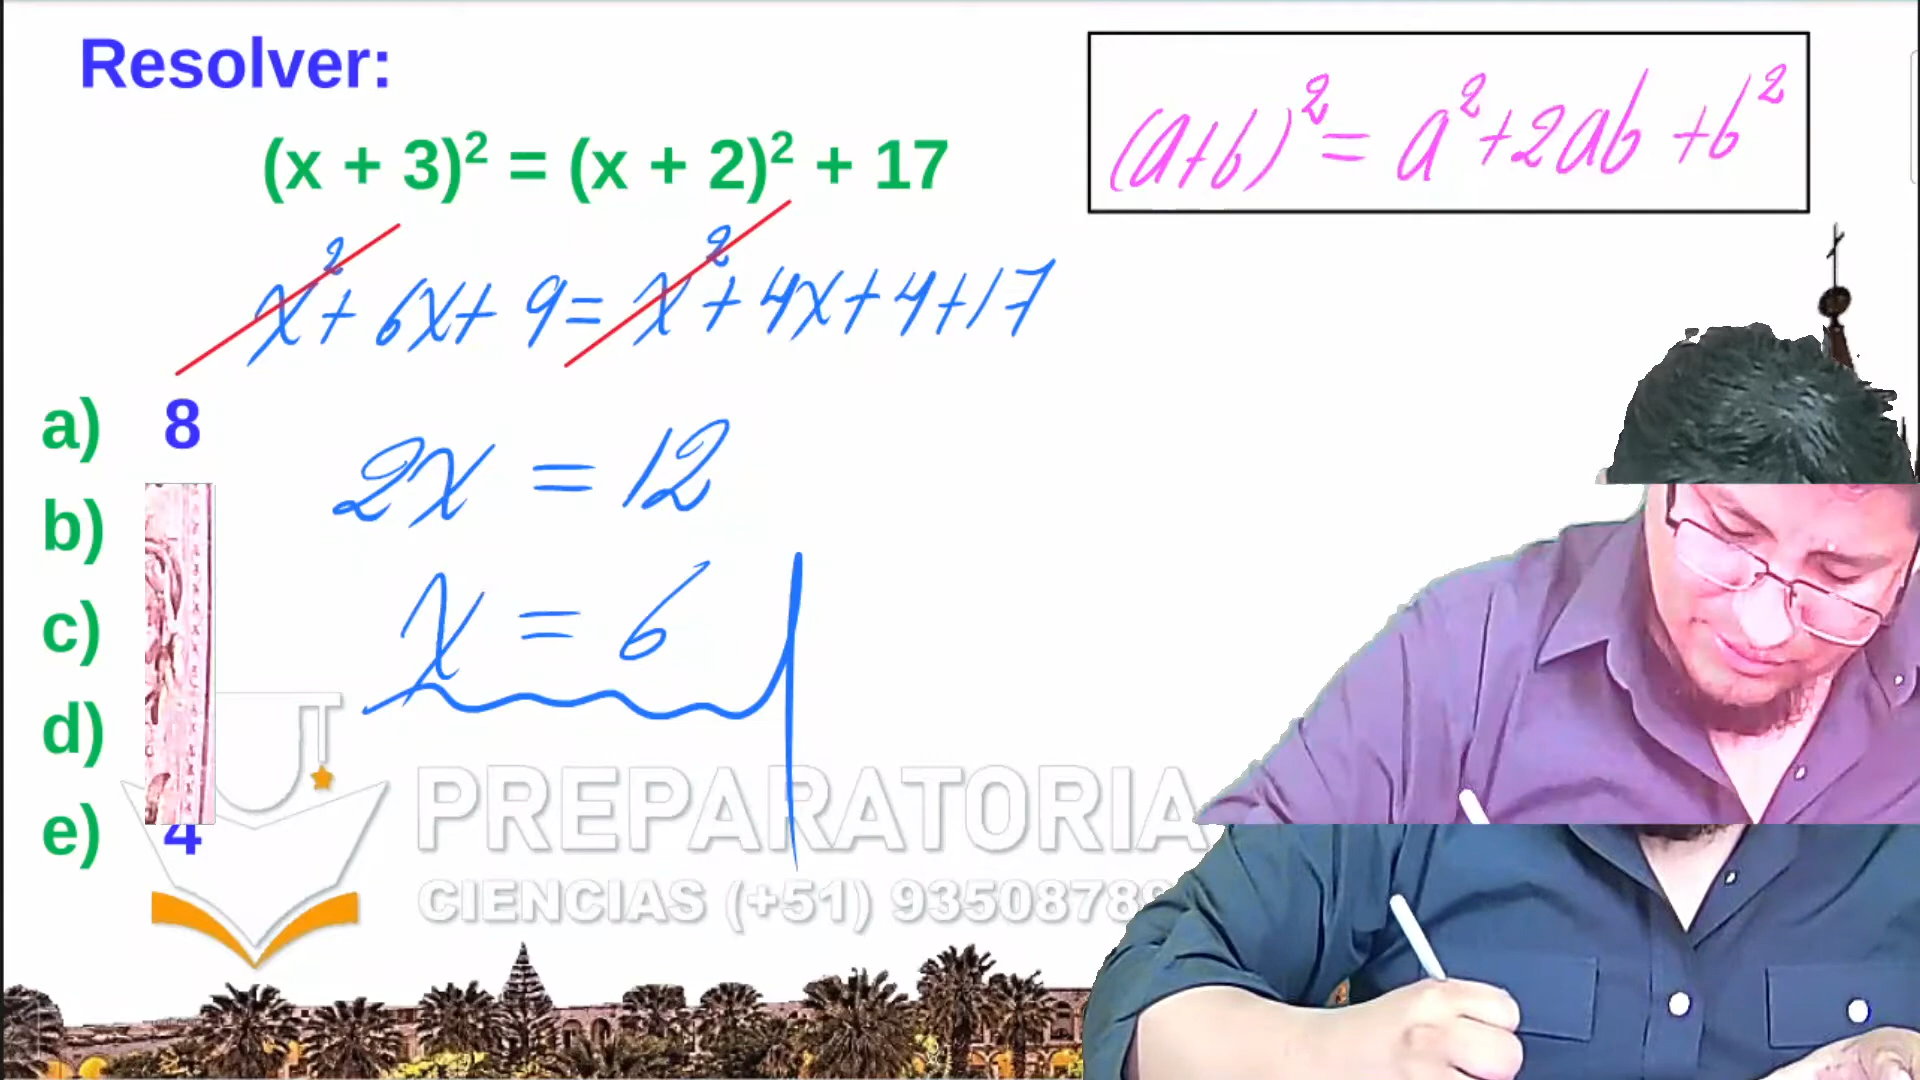 Resolver:
(x + 3)² = (x + 2)² + 17
(a+b)² = a² + 2ab + b²
x² + 6x + 9 = x² + 4x + 4 + 17
a) 8
2x = 12
b)
x = 6
c)
d)
e) 4
PREPARATORIA
CIENCIAS (+51)